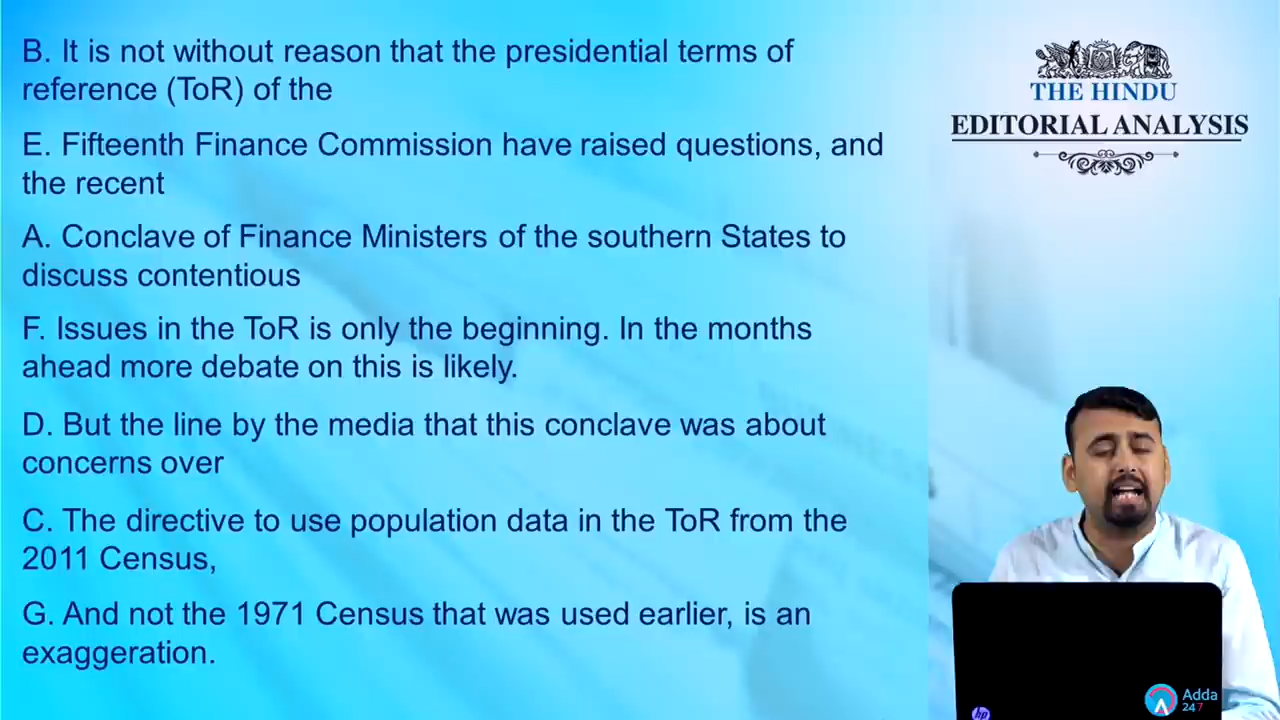 B. It is not without reason that the presidential terms of
reference (ToR) of the
E. Fifteenth Finance Commission have raised questions, and
the recent
A. Conclave of Finance Ministers of the southern States to
discuss contentious
F. Issues in the ToR is only the beginning. In the months
ahead more debate on this is likely.
D. But the line by the media that this conclave was about
concerns over
C. The directive to use population data in the ToR from the
2011 Census,
G. And not the 1971 Census that was used earlier, is an
exaggeration.
THE HINDU
EDITORIAL ANALYSIS
hp
Adda
247